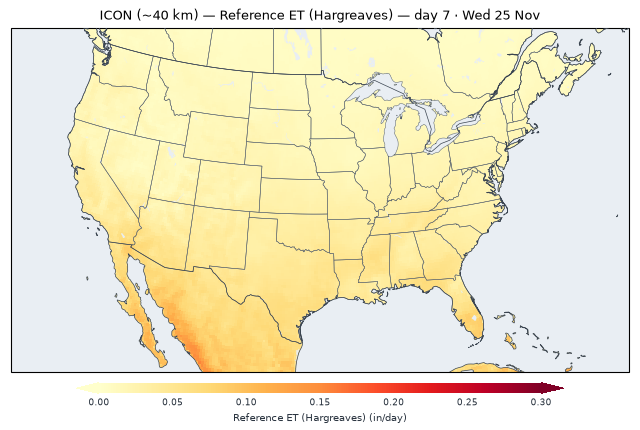 ICON (~40 km) — Reference ET (Hargreaves) — day 7 · Wed 25 Nov
0.00 0.05 0.10 0.15 0.20 0.25 0.30
Reference ET (Hargreaves) (in/day)